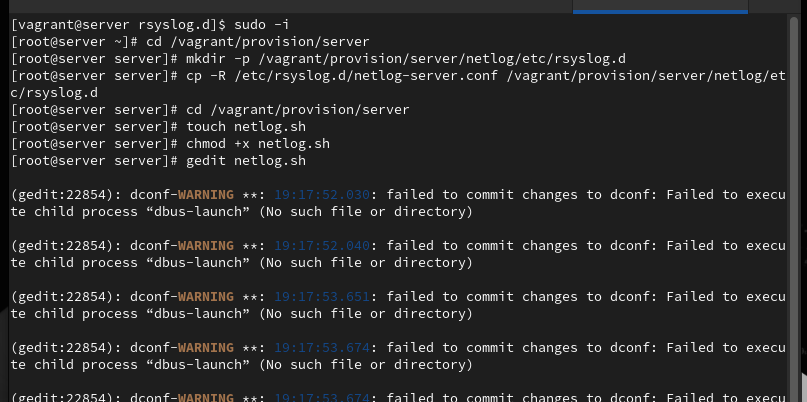 [vagrant@server rsyslog.d]$ sudo -i
[root@server ~]# cd /vagrant/provision/server
[root@server server]# mkdir -p /vagrant/provision/server/netlog/etc/rsyslog.d
[root@server server]# cp -R /etc/rsyslog.d/netlog-server.conf /vagrant/provision/server/netlog/et
c/rsyslog.d
[root@server server]# cd /vagrant/provision/server
[root@server server]# touch netlog.sh
[root@server server]# chmod +x netlog.sh
[root@server server]# gedit netlog.sh

(gedit:22854): dconf-WARNING **: 19:17:52.030: failed to commit changes to dconf: Failed to execu
te child process “dbus-launch” (No such file or directory)

(gedit:22854): dconf-WARNING **: 19:17:52.040: failed to commit changes to dconf: Failed to execu
te child process “dbus-launch” (No such file or directory)

(gedit:22854): dconf-WARNING **: 19:17:53.651: failed to commit changes to dconf: Failed to execu
te child process “dbus-launch” (No such file or directory)

(gedit:22854): dconf-WARNING **: 19:17:53.674: failed to commit changes to dconf: Failed to execu
te child process “dbus-launch” (No such file or directory)

(gedit:22854): dconf-WARNING **: 19:17:53.674: failed to commit changes to dconf: Failed to execu